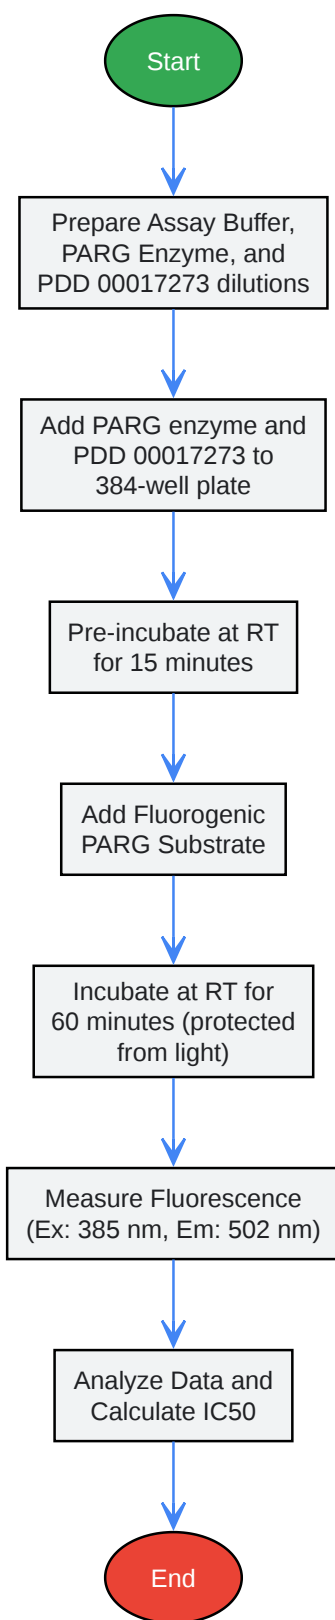 Start
Prepare Assay Buffer,
PARG Enzyme, and
PDD 00017273 dilutions
Add PARG enzyme and
PDD 00017273 to
384-well plate
Pre-incubate at RT
for 15 minutes
Add Fluorogenic
PARG Substrate
Incubate at RT for
60 minutes (protected
from light)
Measure Fluorescence
(Ex: 385 nm, Em: 502 nm)
Analyze Data and
Calculate IC50
End